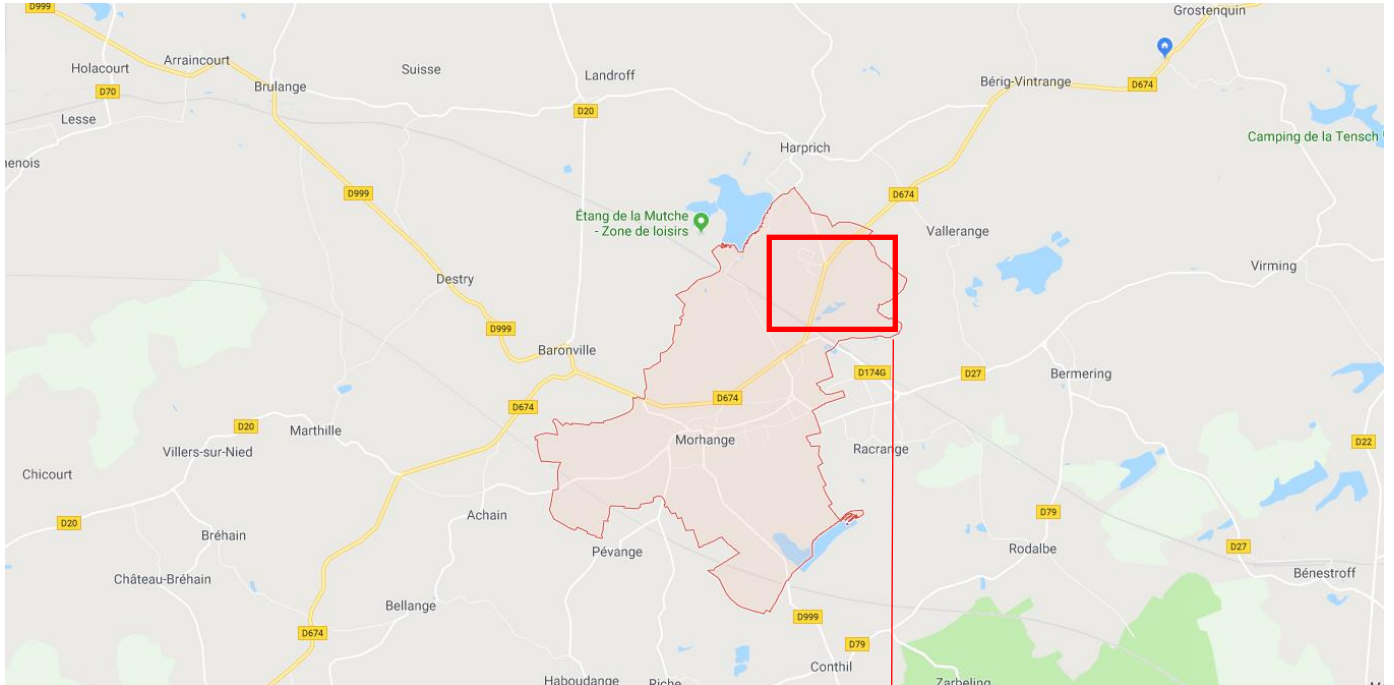 D999
Grostenquin
Arraincourt
Holacourt
Suisse
Landroff
Brulange
Bérig-Vintrange
D674
D70
D20
Lesse
Camping de la Tensch
Harprich
D999
D674
Étang de la Mutche
- Zone de loisirs
Vallerange
Virming
Destry
D999
Baronville
D174G
D27
Bermering
D674
D674
D20
Marthille
Morhange
D22
Villers-sur-Nied
Racrange
Chicourt
D79
Achain
D20
Bréhain
Pévange
Rodalbe
D27
Bénestroff
Château-Bréhain
Bellange
D999
D674
D79
Conthil
Haboudange
Riche
Zarbeling